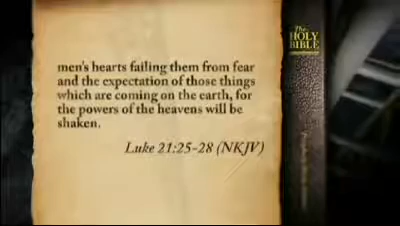 men's hearts failing them from fear
and the expectation of those things
which are coming on the earth, for
the powers of the heavens will be
shaken.
Luke 21:25-28 (NKJV)
The
HOLY
BIBLE